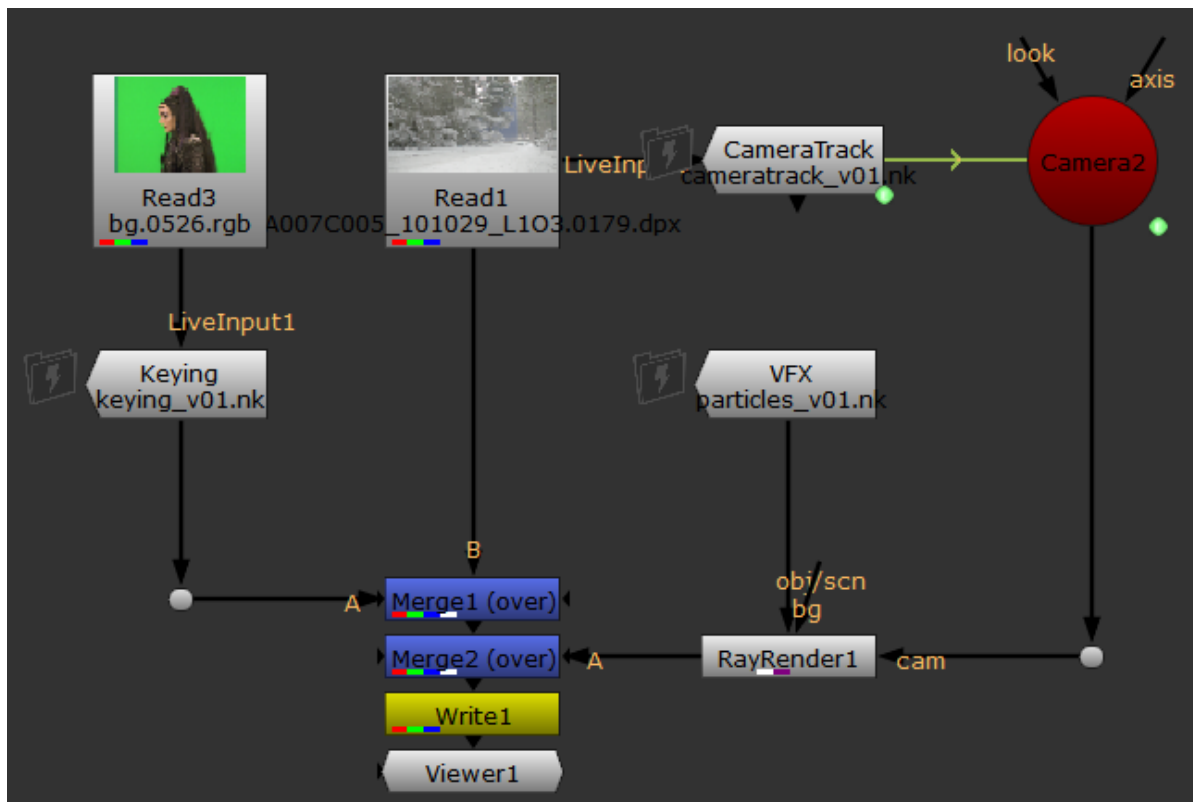 look
axis
Read3
bg.0526.rgb
Read1
A007C005_101029_L1O3.0179.dpx
LiveInp
CameraTrack
cameratrack_v01.nk
Camera2
LiveInput1
Keying
keying_v01.nk
VFX
particles_v01.nk
B
A
Merge1 (over)
obj/scn
bg
Merge2 (over)
A
RayRender1
cam
Write1
Viewer1